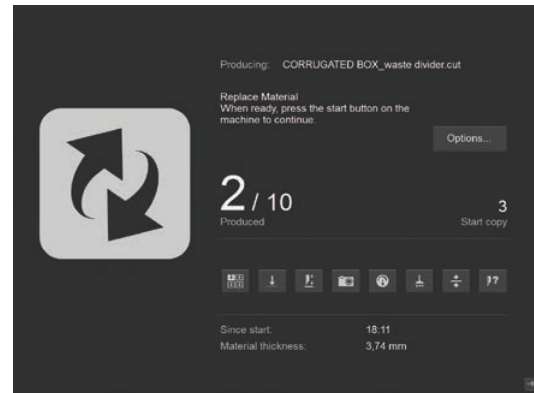 Producing: CORRUGATED BOX_waste divider.cut
Replace Material
When ready, press the start button on the
machine to continue.
Options...
2 / 10
3
Produced
Start copy
Since start: 18:11
Material thickness: 3,74 mm